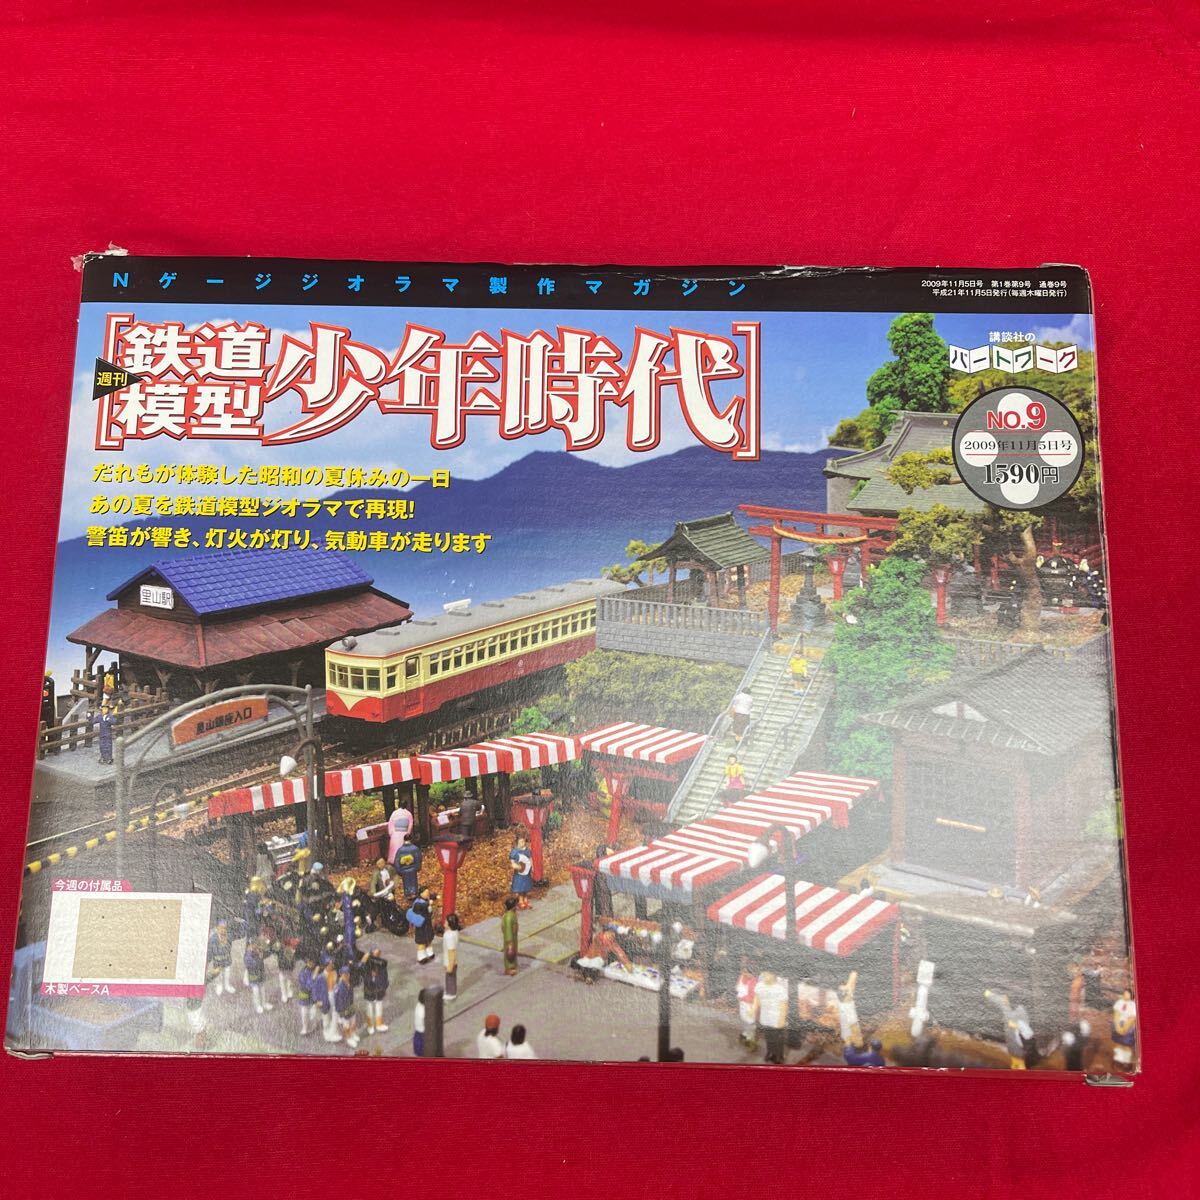 Nゲージジオラマ製作マガジン
2009年11月5日号 第1巻第9号 通巻9号
平成21年11月5日発行(毎週木曜日発行)
週刊
鉄道模型
少年時代
講談社の
パートワーク
NO.9
2009年11月5日号
1590円
だれもが体験した昭和の夏休みの一日
あの夏を鉄道模型ジオラマで再現!
警笛が響き、灯火が灯り、気動車が走ります
里山駅
里山銀座入口
今週の付属品
木製ベースA